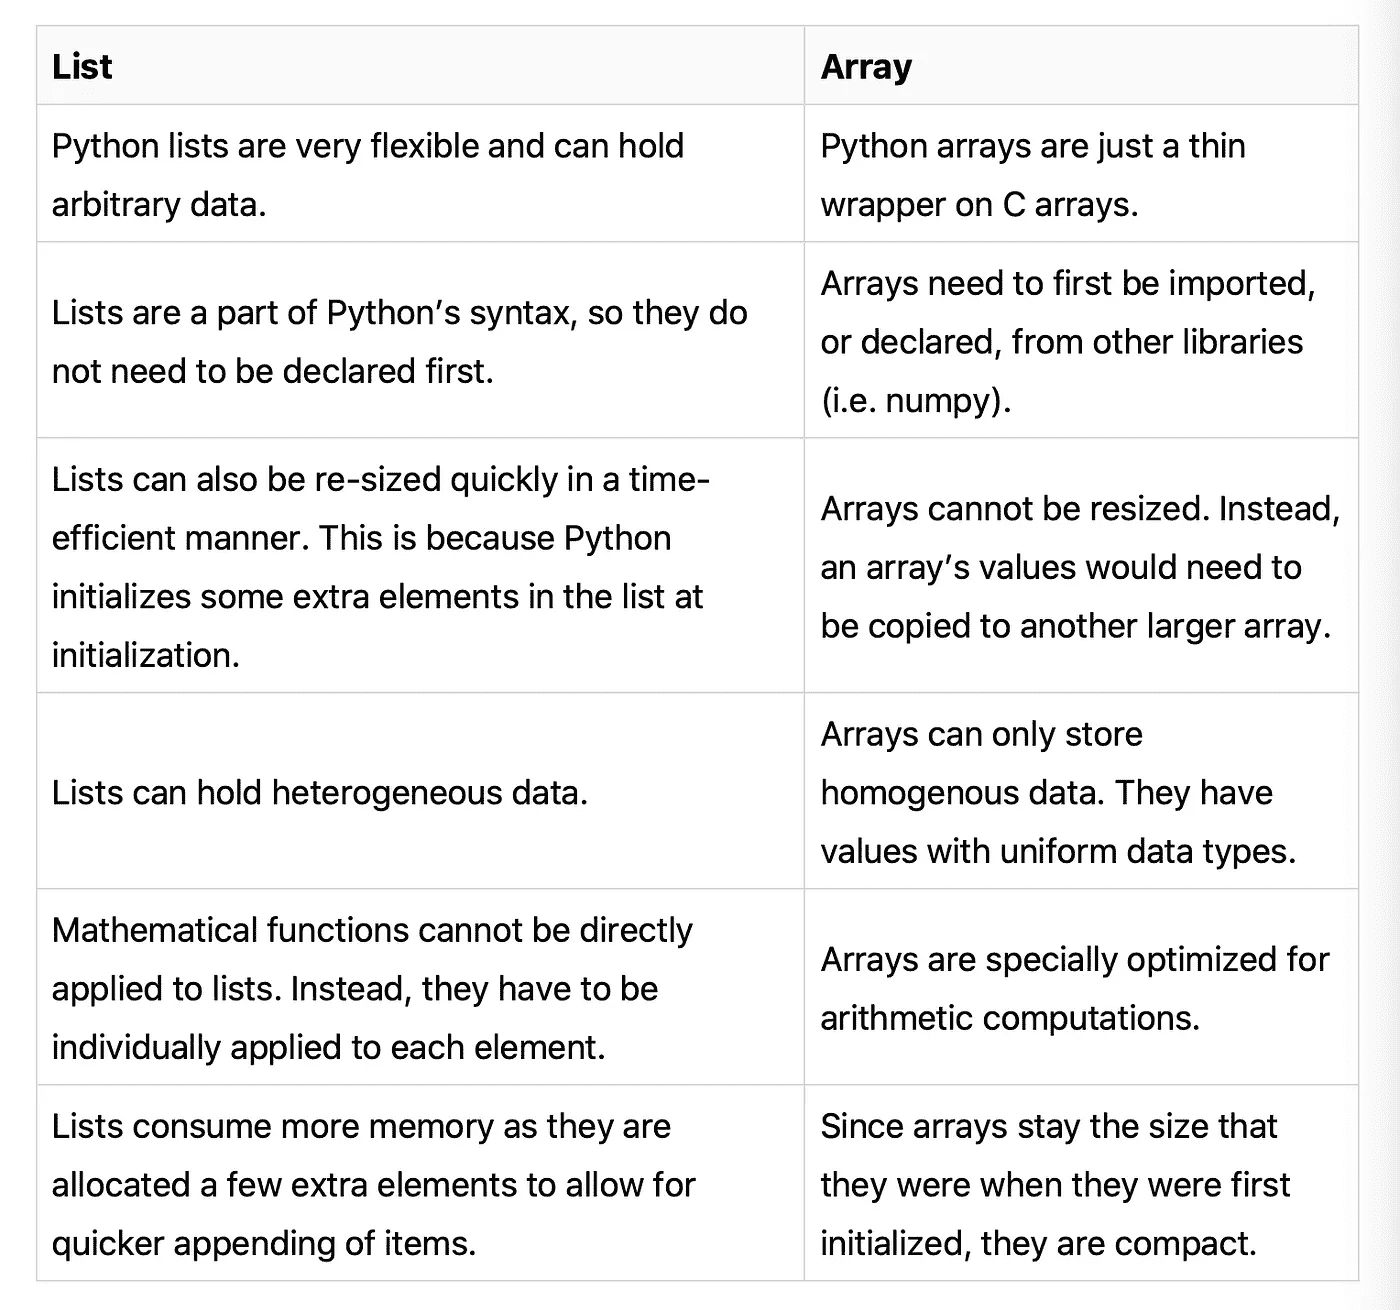 List
Array
Python lists are very flexible and can hold
arbitrary data.
Python arrays are just a thin
wrapper on C arrays.
Lists are a part of Python’s syntax, so they do
not need to be declared first.
Arrays need to first be imported,
or declared, from other libraries
(i.e. numpy).
Lists can also be re-sized quickly in a time-
efficient manner. This is because Python
initializes some extra elements in the list at
initialization.
Arrays cannot be resized. Instead,
an array’s values would need to
be copied to another larger array.
Lists can hold heterogeneous data.
Arrays can only store
homogenous data. They have
values with uniform data types.
Mathematical functions cannot be directly
applied to lists. Instead, they have to be
individually applied to each element.
Arrays are specially optimized for
arithmetic computations.
Lists consume more memory as they are
allocated a few extra elements to allow for
quicker appending of items.
Since arrays stay the size that
they were when they were first
initialized, they are compact.